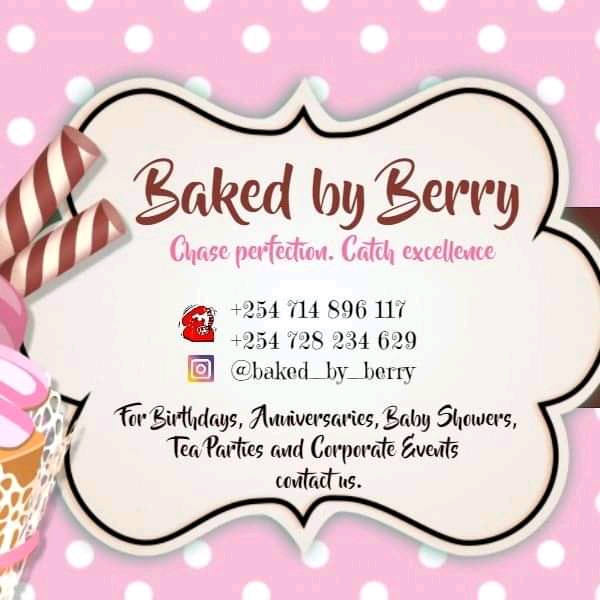 Baked by Berry
Chase perfection. Catch excellence
+254 714 896 117
+254 728 234 629
@baked_by_berry
For Birthdays, Anniversaries, Baby Showers,
Tea Parties and Corporate Events
contact us.